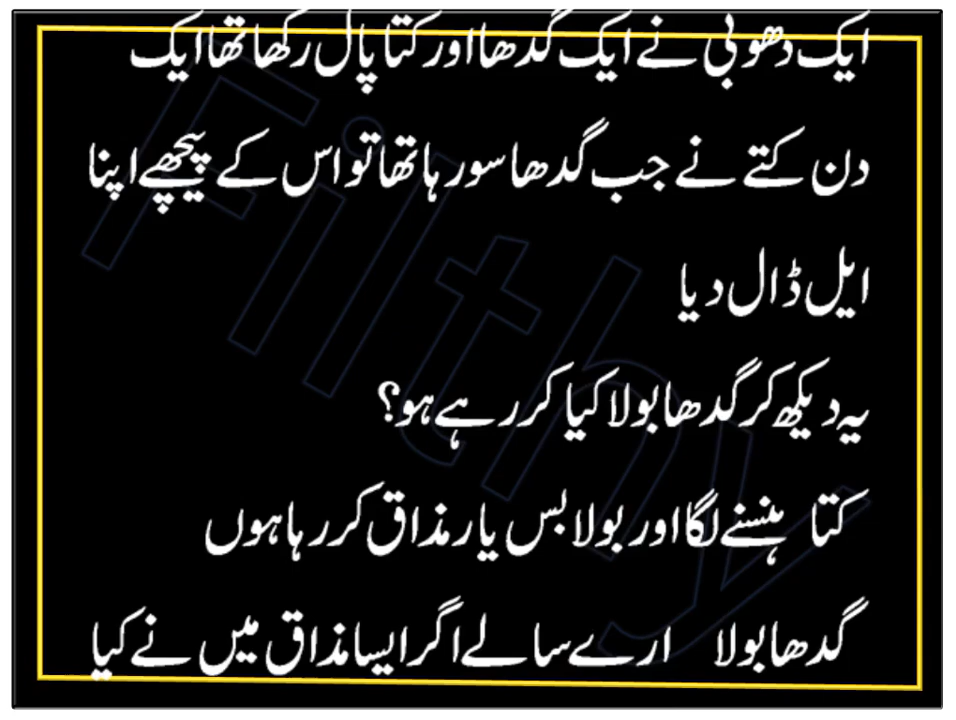 ایک دھوبی نے ایک گدھا اور کتا پال رکھا تھا ایک
دن کتے نے جب گدھا سو رہا تھا تو اس کے پیچھے اپنا
ایل ڈال دیا
یہ دیکھ کر گدھا بولا کیا کر رہے ہو؟
کتا ہنسنے لگا اور بولا بس یار مذاق کر رہا ہوں
گدھا بولا ارے سالے اگر ایسا مذاق میں نے کیا
Filthy